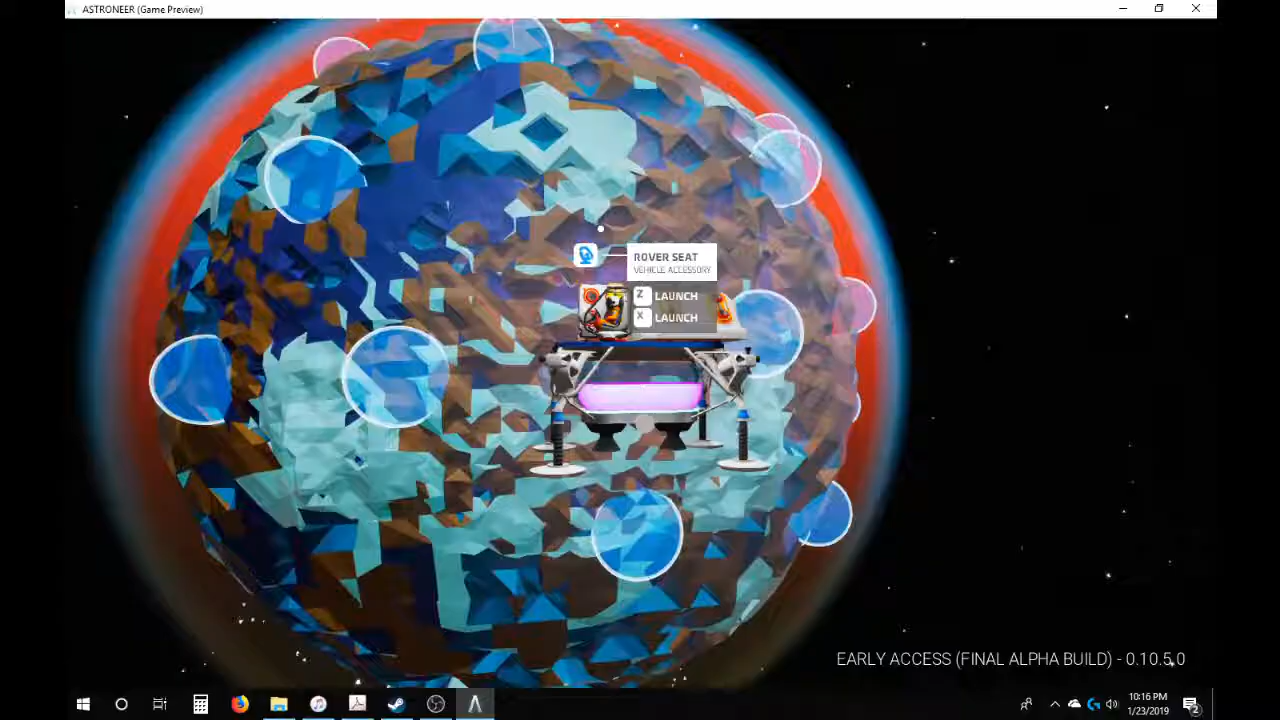 ASTRONEER (Game Preview)
ROVER SEAT
VEHICLE ACCESSORY
Z LAUNCH
X LAUNCH
EARLY ACCESS (FINAL ALPHA BUILD) - 0.10.5.0
10:16 PM
1/23/2019
2